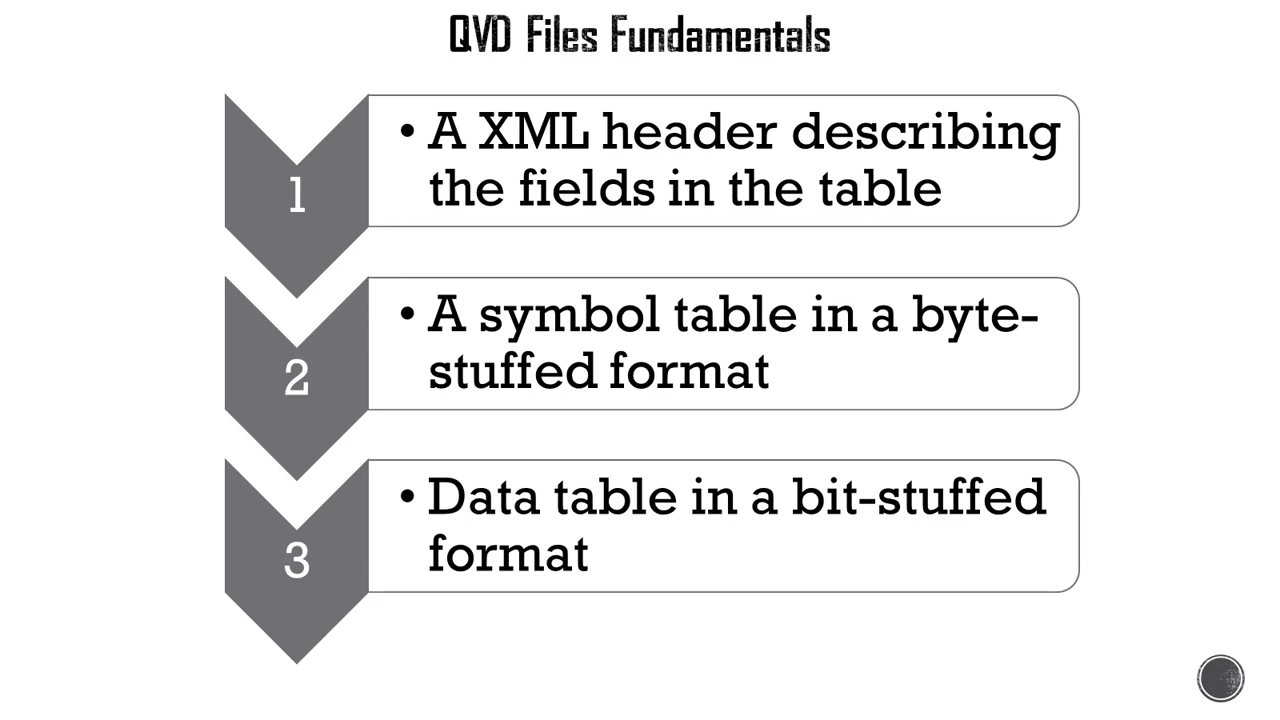 QVD Files Fundamentals
1
• A XML header describing
the fields in the table
2
• A symbol table in a byte-
stuffed format
3
• Data table in a bit-stuffed
format